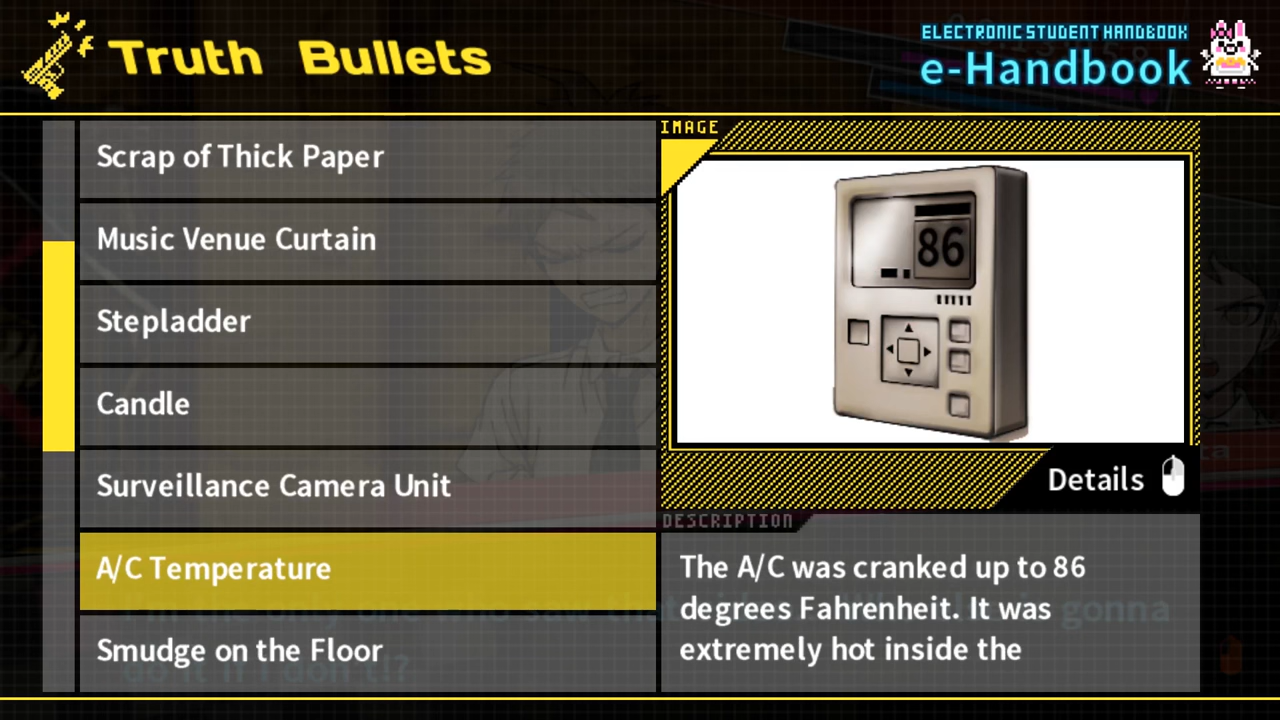 Truth Bullets
ELECTRONIC STUDENT HANDBOOK
e-Handbook
Scrap of Thick Paper
Music Venue Curtain
Stepladder
Candle
Surveillance Camera Unit
A/C Temperature
Smudge on the Floor
IMAGE
86
Details
DESCRIPTION
The A/C was cranked up to 86
degrees Fahrenheit. It was
extremely hot inside the